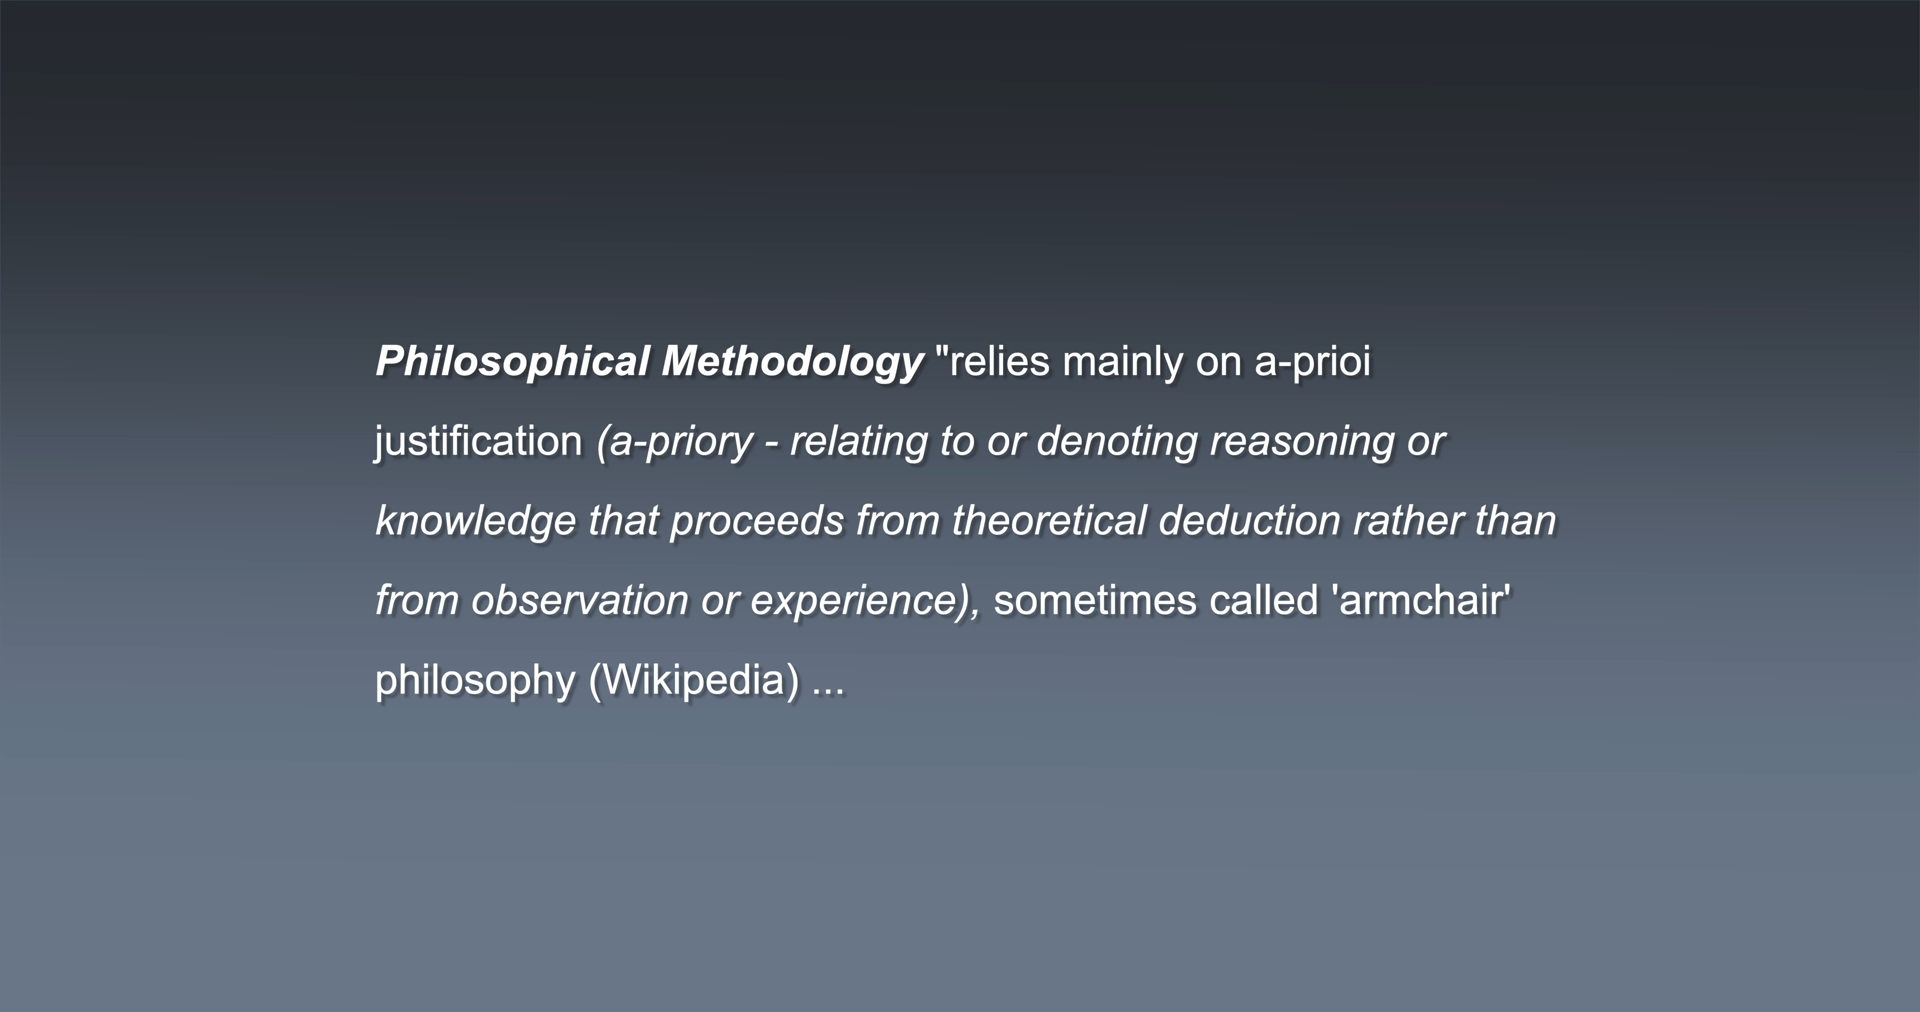 Philosophical Methodology "relies mainly on a-prioi
justification (a-priory - relating to or denoting reasoning or
knowledge that proceeds from theoretical deduction rather than
from observation or experience), sometimes called 'armchair'
philosophy (Wikipedia) ...